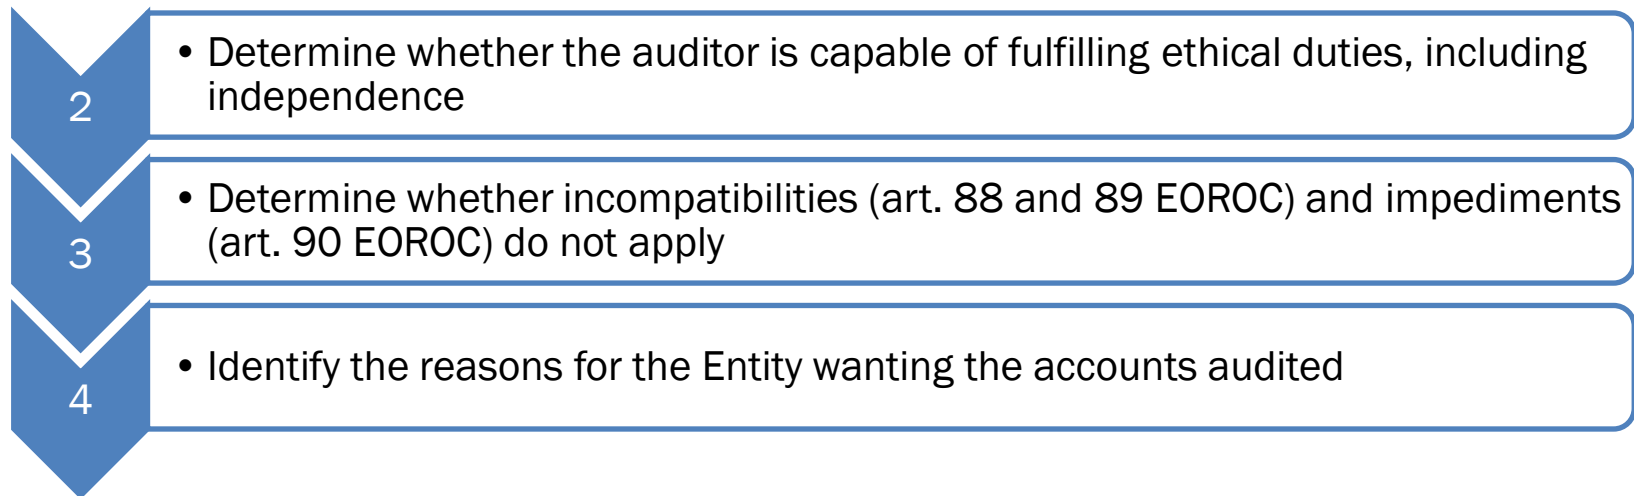 2
• Determine whether the auditor is capable of fulfilling ethical duties, including
independence
3
• Determine whether incompatibilities (art. 88 and 89 EOROC) and impediments
(art. 90 EOROC) do not apply
4
• Identify the reasons for the Entity wanting the accounts audited